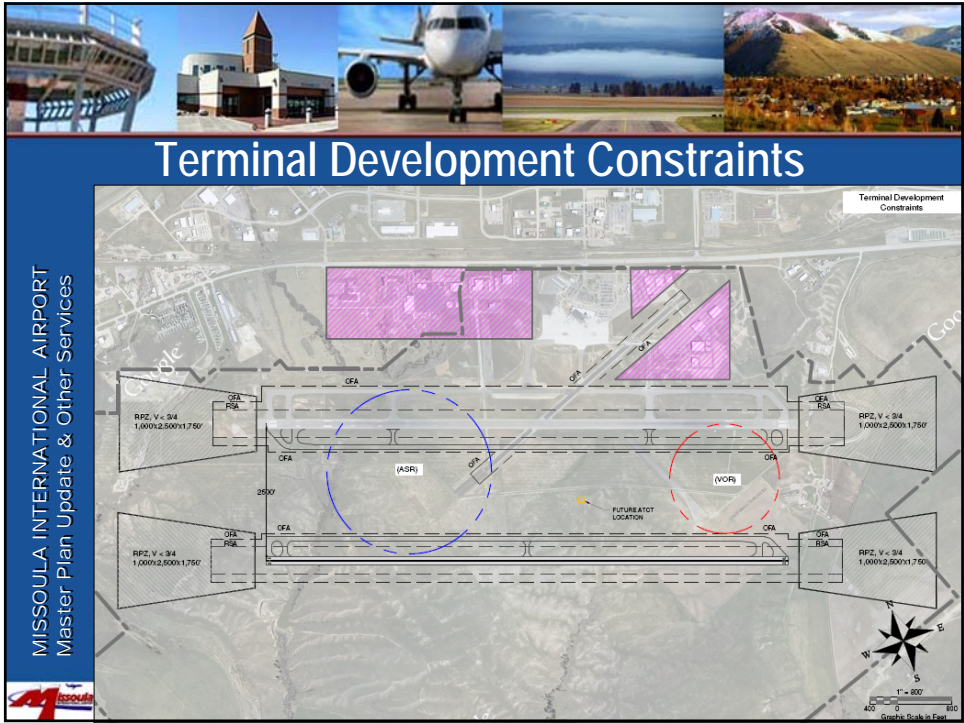 Terminal Development Constraints
MISSOULA INTERNATIONAL AIRPORT
Master Plan Update & Other Services
Terminal Development
Constraints
Google
Goo
OFA
OFA
OFA
OFA
RSA
RPZ, V < 3/4
1,000'x2,500'x1,750'
OFA
RSA
RPZ, V < 3/4
1,000'x2,500'x1,750'
OFA
OFA
OFA
(ASR)
(VOR)
2500'
FUTURE ATCT
LOCATION
OFA
OFA
OFA
RSA
RPZ, V < 3/4
1,000'x2,500'x1,750'
OFA
RSA
RPZ, V < 3/4
1,000'x2,500'x1,750'
N
E
W
S
1" = 800'
400 0 800
Graphic Scale in Feet
Missoula